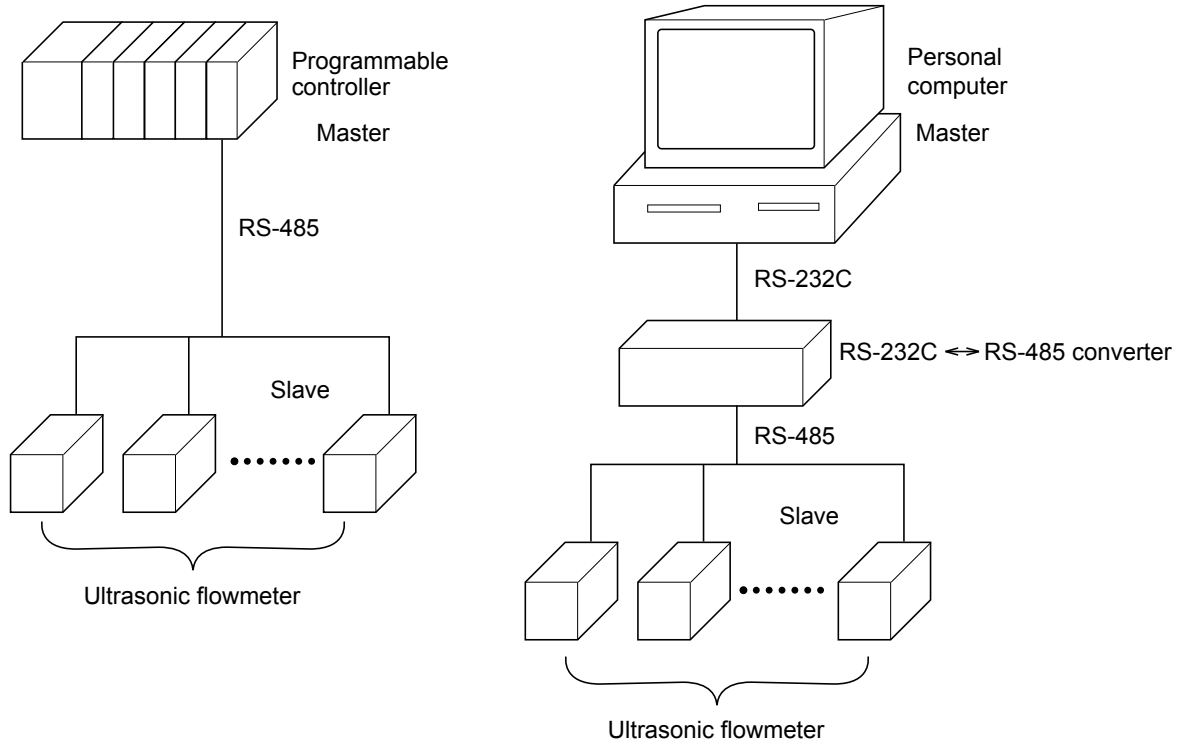 Programmable
controller
Master
RS-485
Slave
Ultrasonic flowmeter
Personal
computer
Master
RS-232C
RS-232C ↔ RS-485 converter
RS-485
Slave
Ultrasonic flowmeter